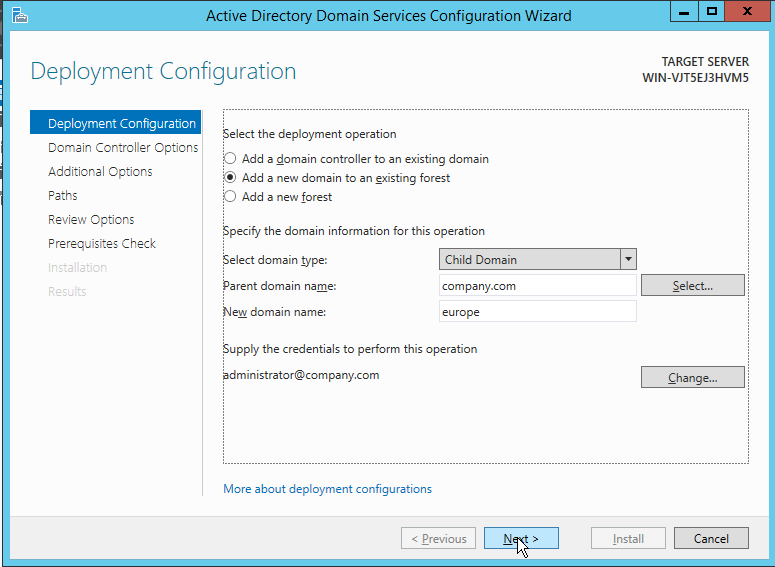 Active Directory Domain Services Configuration Wizard
Deployment Configuration
TARGET SERVER
WIN-VJT5EJ3HVM5
Deployment Configuration
Domain Controller Options
Additional Options
Paths
Review Options
Prerequisites Check
Installation
Results
Select the deployment operation
Add a domain controller to an existing domain
Add a new domain to an existing forest
Add a new forest
Specify the domain information for this operation
Select domain type: Child Domain
Parent domain name: company.com Select...
New domain name: europe
Supply the credentials to perform this operation
administrator@company.com Change...
More about deployment configurations
< Previous Next > Install Cancel